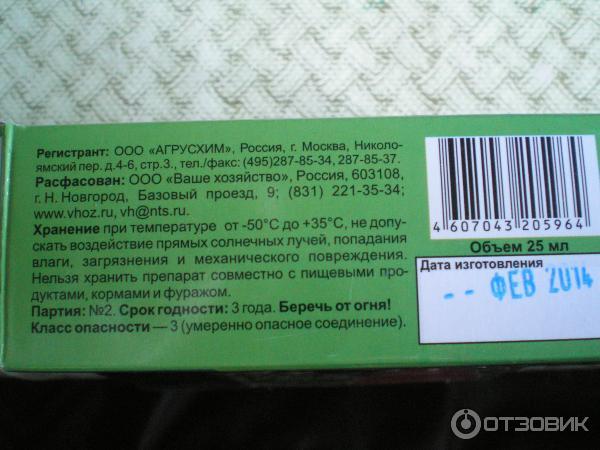 Регистрант: ООО "АГРУСХИМ", Россия, г. Москва, Николо-
ямский пер. д.4-6, стр.3., тел./факс: (495)287-85-34, 287-85-37.
Расфасован: ООО «Ваше хозяйство», Россия, 603108,
г. Н. Новгород, Базовый проезд, 9; (831) 221-35-34;
www.vhoz.ru, vh@nts.ru.
Хранение при температуре от -50°С до +35°С, не допу-
скать воздействие прямых солнечных лучей, попадания
влаги, загрязнения и механического повреждения.
Нельзя хранить препарат совместно с пищевыми про-
дуктами, кормами и фуражом.
Партия: №2. Срок годности: 3 года. Беречь от огня!
Класс опасности — 3 (умеренно опасное соединение).
4 607043 205964
Объем 25 мл
Дата изготовления
-- ФЕВ 2014
ОТЗОВИК